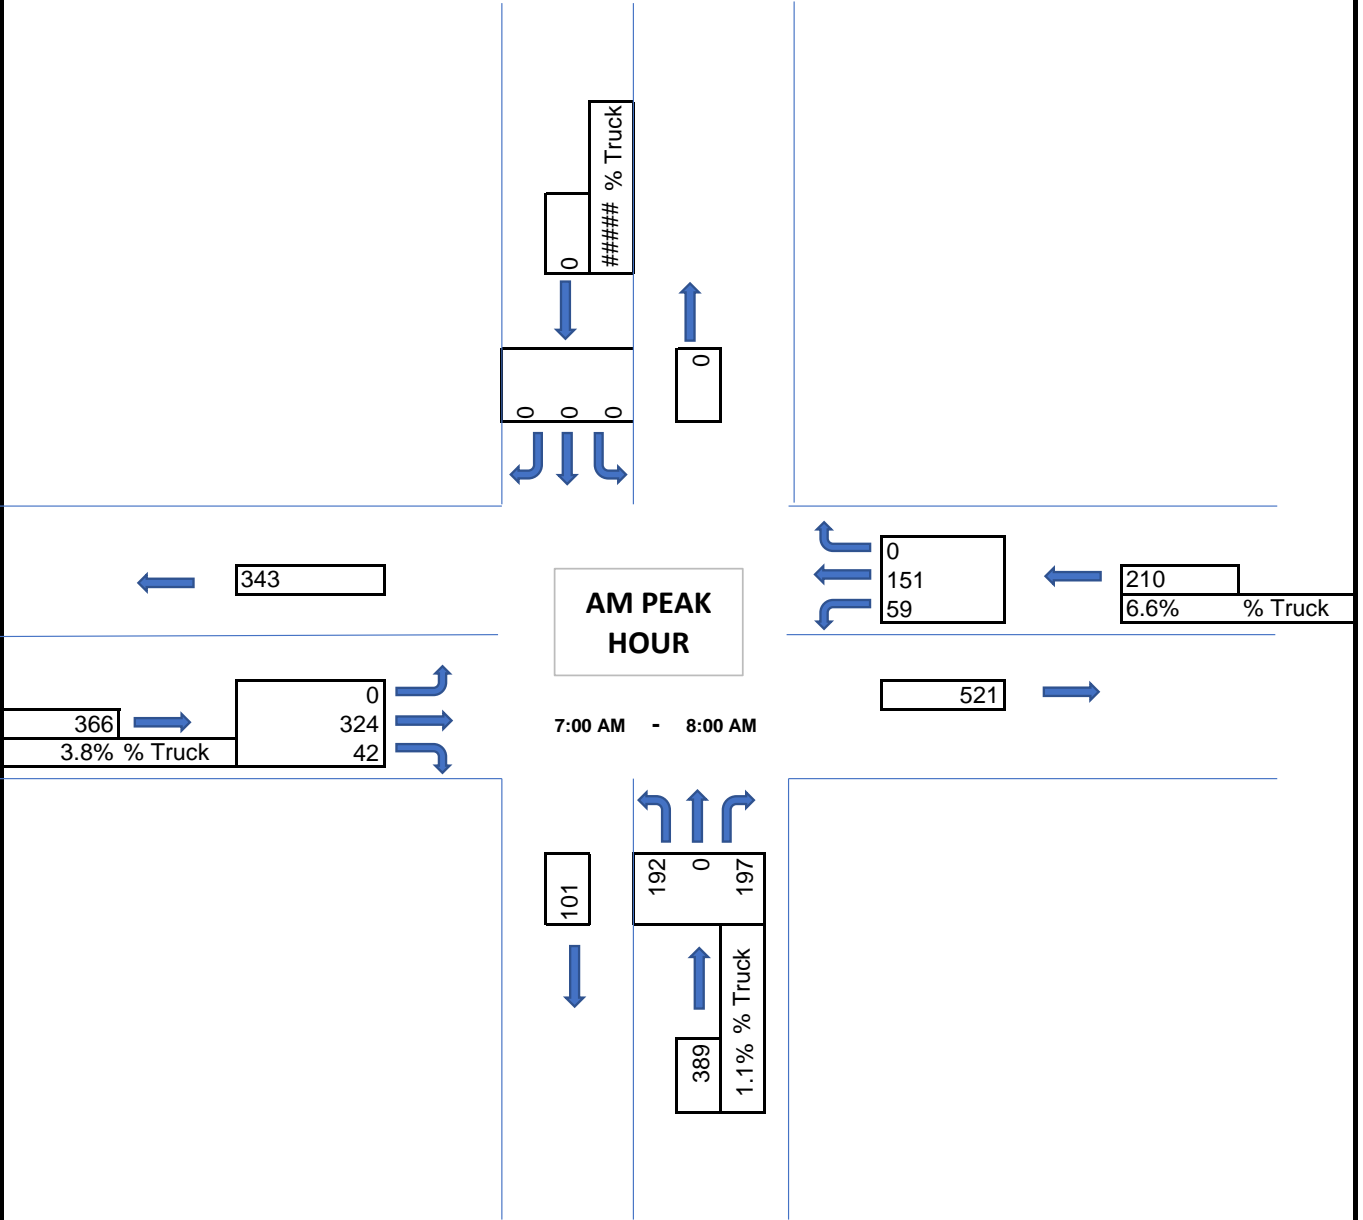 ##### % Truck
0
0
0 0 0
0
151
59
210
6.6% % Truck
343
AM PEAK
HOUR
0
324
42
366
3.8% % Truck
521
7:00 AM - 8:00 AM
192 0 197
101
389
1.1% % Truck